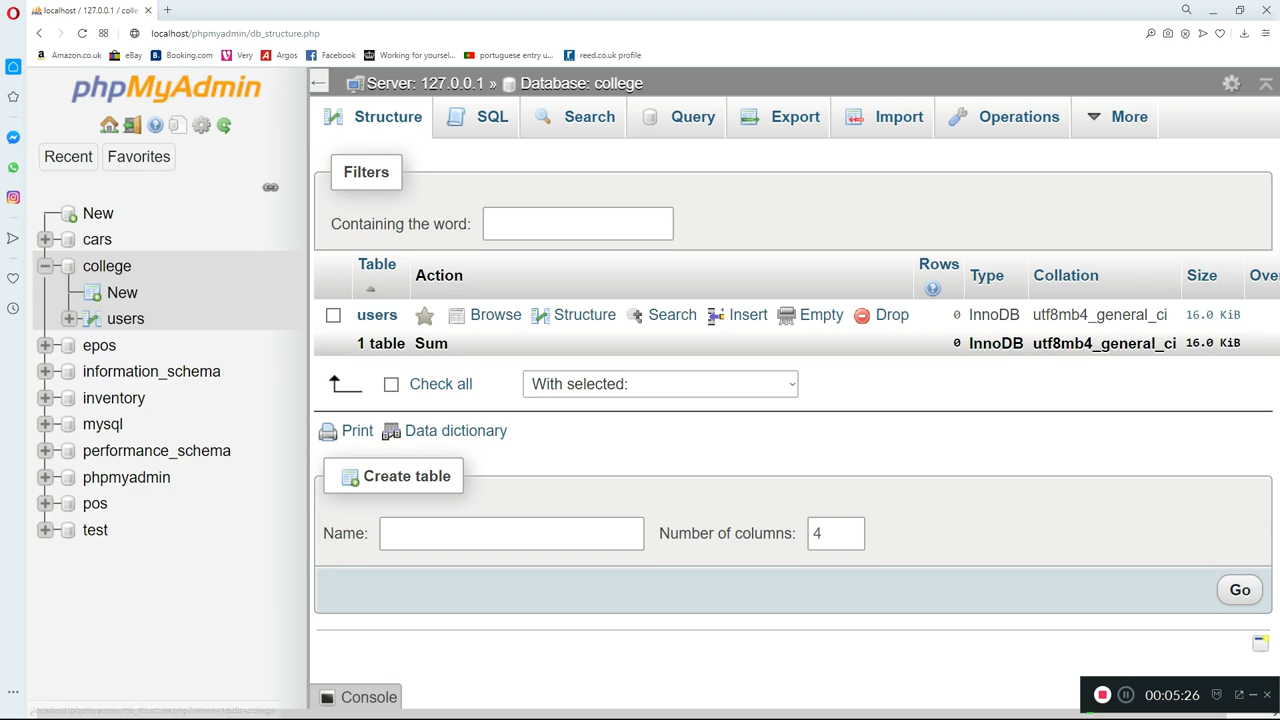 localhost / 127.0.0.1 / colle
localhost/phpmyadmin/db_structure.php
Amazon.co.uk eBay Booking.com Very Argos Facebook Working for yoursel... portuguese entry u... reed.co.uk profile
phpMyAdmin
Recent Favorites
New
cars
college
New
users
epos
information_schema
inventory
mysql
performance_schema
phpmyadmin
pos
test
Server: 127.0.0.1 » Database: college
Structure SQL Search Query Export Import Operations More
Filters
Containing the word:
Table Action Rows Type Collation Size Over
users Browse Structure Search Insert Empty Drop 0 InnoDB utf8mb4_general_ci 16.0 KiB
1 table Sum 0 InnoDB utf8mb4_general_ci 16.0 KiB
Check all With selected:
Print Data dictionary
Create table
Name: Number of columns: 4
Go
Console
00:05:26